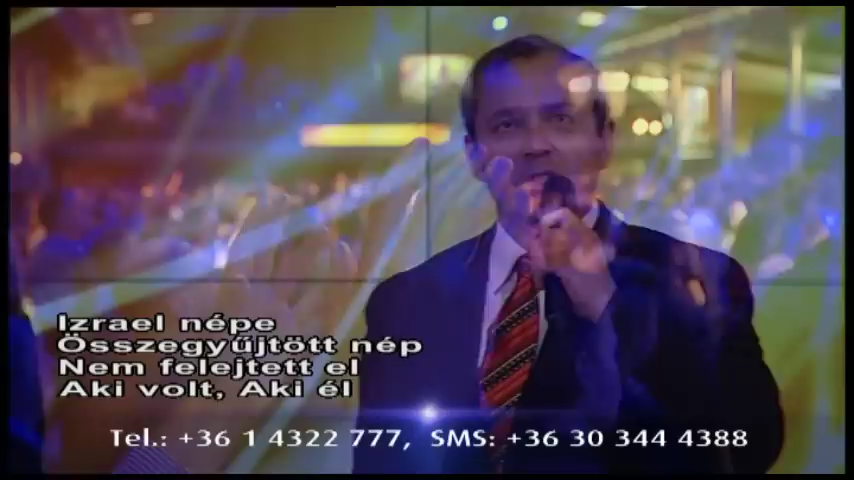 Izrael népe
Összegyűjtött nép
Nem felejtett el
Aki volt, Aki él
Tel.: +36 1 4322 777, SMS: +36 30 344 4388